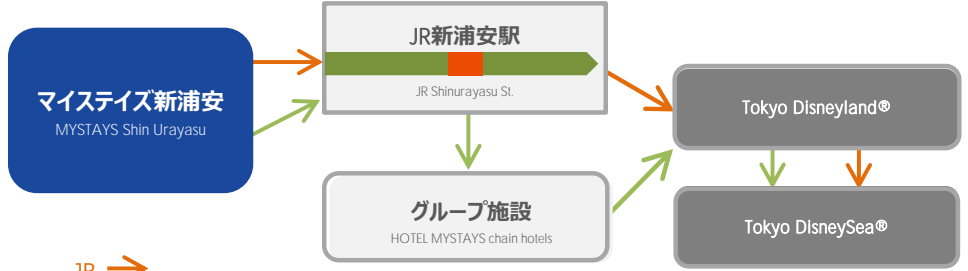 マイステイズ新浦安
MYSTAYS Shin Urayasu
JR新浦安駅
JR Shinurayasu St.
グループ施設
HOTEL MYSTAYS chain hotels
Tokyo Disneyland®
Tokyo DisneySea®
JR